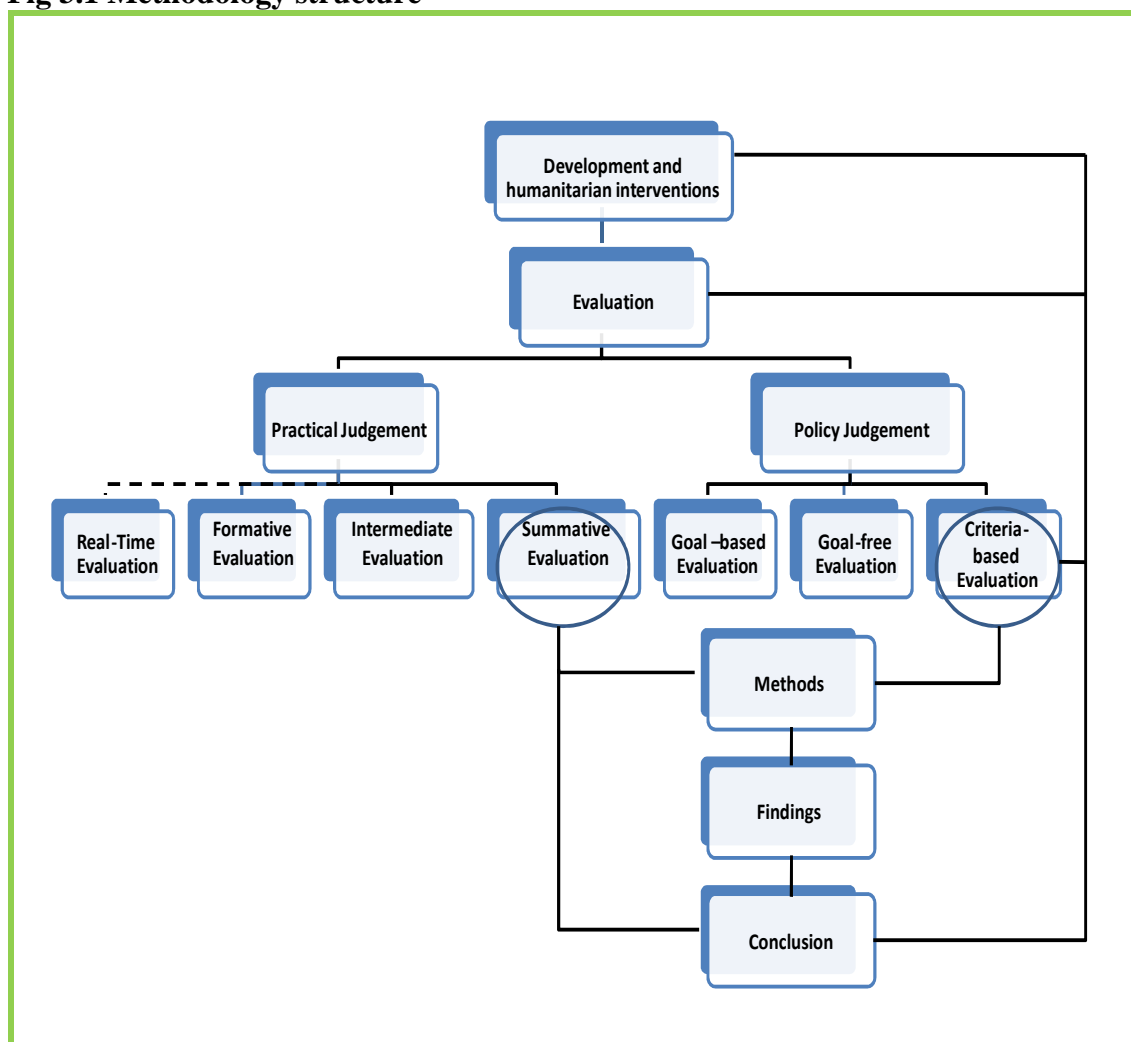 Fig 3.1 Methodology structure
Development and
humanitarian interventions
Evaluation
Practical Judgement
Policy Judgement
Real-Time
Evaluation
Formative
Evaluation
Intermediate
Evaluation
Summative
Evaluation
Goal –based
Evaluation
Goal-free
Evaluation
Criteria-
based
Evaluation
Methods
Findings
Conclusion